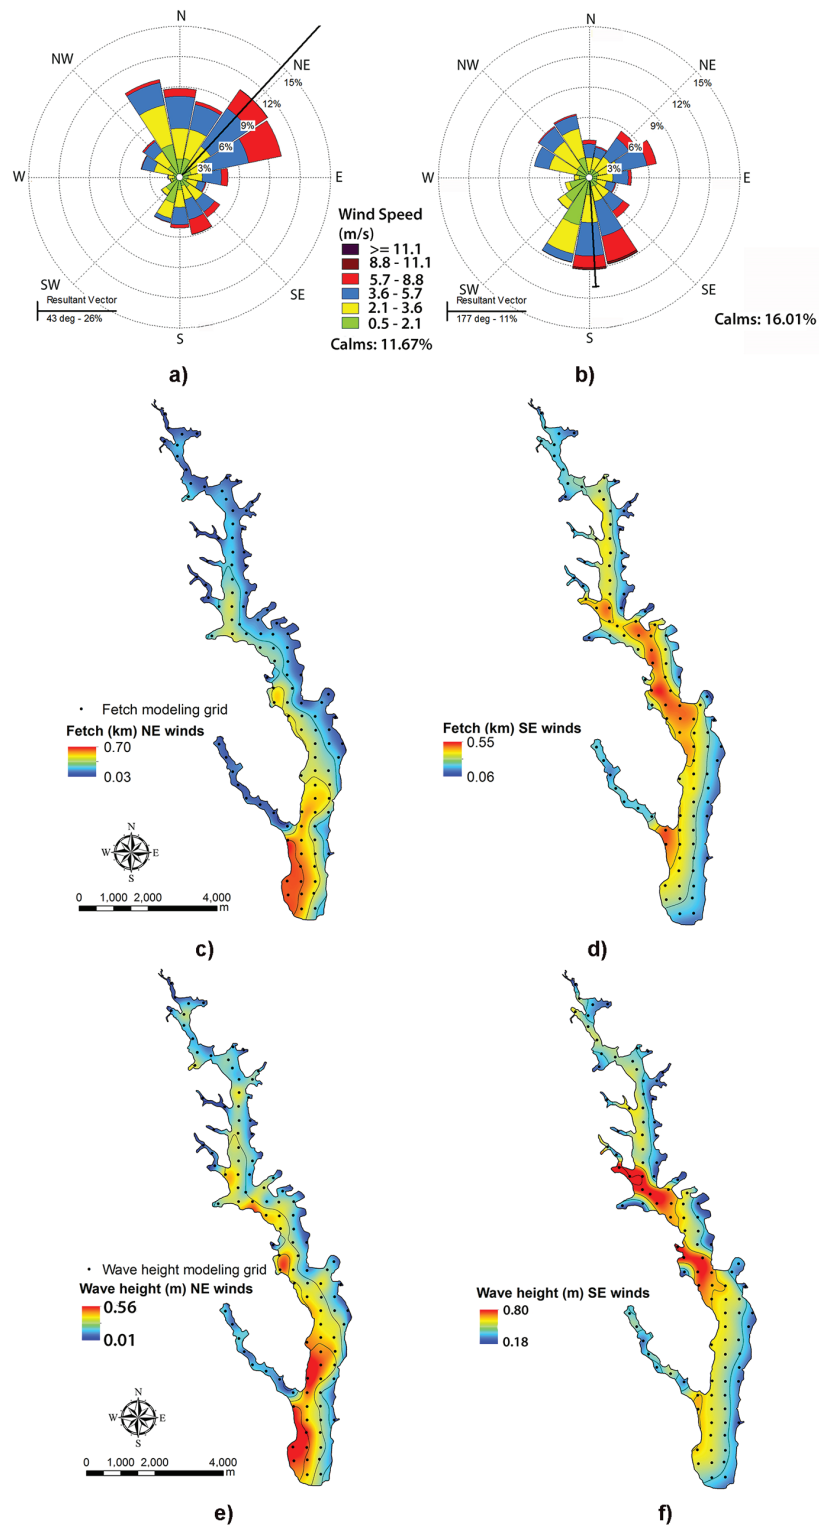 N
NW
NE
15%
12%
9%
6%
3%
W
E
SW
SE
S
Resultant Vector
43 deg - 26%
Wind Speed
(m/s)
>= 11.1
8.8 - 11.1
5.7 - 8.8
3.6 - 5.7
2.1 - 3.6
0.5 - 2.1
Calms: 11.67%
a)
N
NW
NE
15%
12%
9%
6%
3%
W
E
SW
SE
S
Resultant Vector
177 deg - 11%
Calms: 16.01%
b)
Fetch modeling grid
Fetch (km) NE winds
0.70
0.03
N
W E
S
0 1,000 2,000 4,000
m
c)
Fetch (km) SE winds
0.55
0.06
d)
Wave height modeling grid
Wave height (m) NE winds
0.56
0.01
N
W E
S
0 1,000 2,000 4,000
m
e)
Wave height (m) SE winds
0.80
0.18
f)